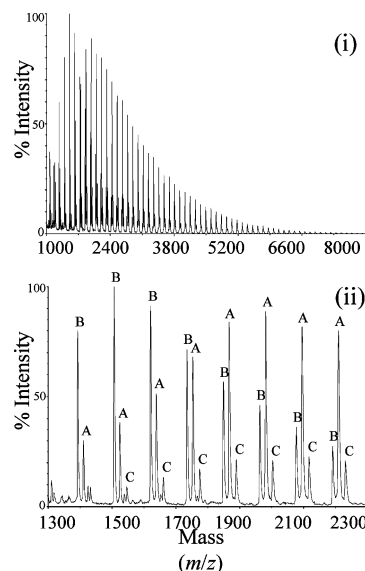 (i)
100
50
0
% Intensity
1000 2400 3800 5200 6600 8000
(ii)
100
50
0
% Intensity
B A B A C B A C B A C B A C B A C B A C B A C
1300 1500 1700 1900 2100 2300
Mass
(m/z)